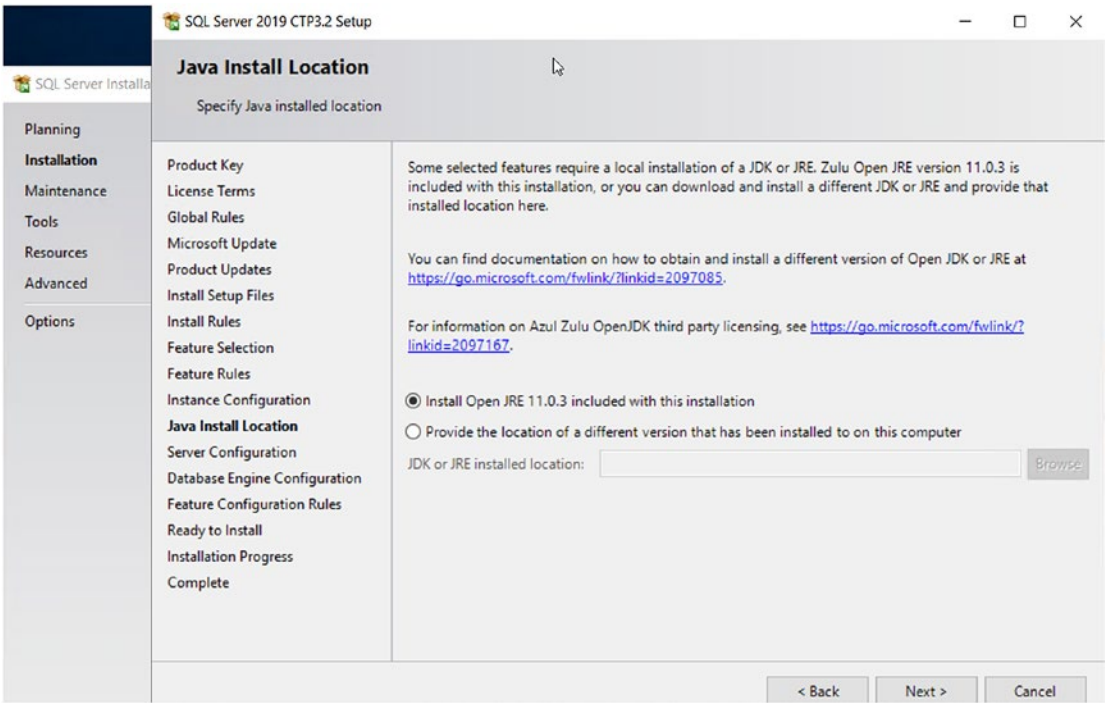 SQL Server 2019 CTP3.2 Setup
Java Install Location
Specify Java installed location
SQL Server Installa
Planning
Installation
Maintenance
Tools
Resources
Advanced
Options
Product Key
License Terms
Global Rules
Microsoft Update
Product Updates
Install Setup Files
Install Rules
Feature Selection
Feature Rules
Instance Configuration
Java Install Location
Server Configuration
Database Engine Configuration
Feature Configuration Rules
Ready to Install
Installation Progress
Complete
Some selected features require a local installation of a JDK or JRE. Zulu Open JRE version 11.0.3 is
included with this installation, or you can download and install a different JDK or JRE and provide that
installed location here.
You can find documentation on how to obtain and install a different version of Open JDK or JRE at
https://go.microsoft.com/fwlink/?linkid=2097085.
For information on Azul Zulu OpenJDK third party licensing, see https://go.microsoft.com/fwlink/?
linkid=2097167.
Install Open JRE 11.0.3 included with this installation
Provide the location of a different version that has been installed to on this computer
JDK or JRE installed location:
Browse
< Back
Next >
Cancel